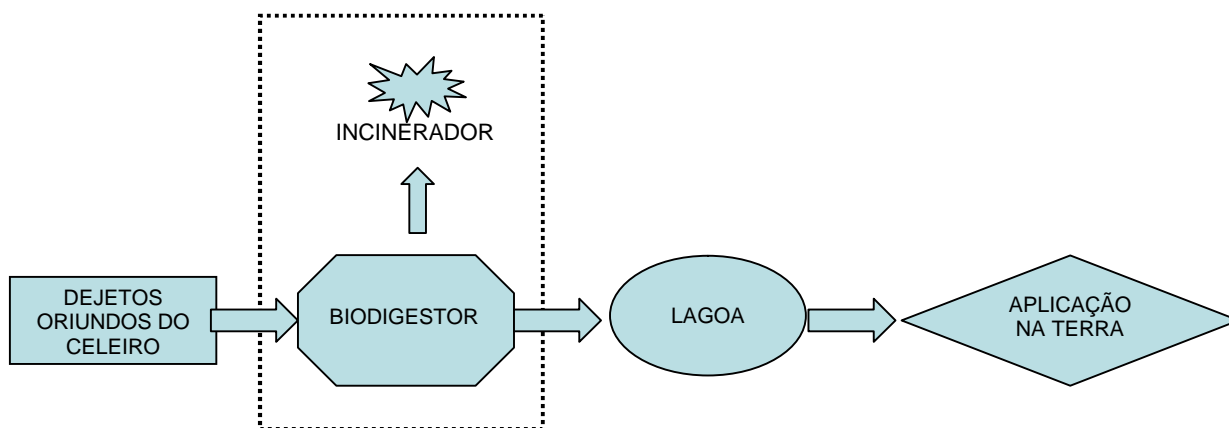 INCINERADOR
DEJETOS
ORIUNDOS DO
CELEIRO
BIODIGESTOR
LAGOA
APLICAÇÃO
NA TERRA